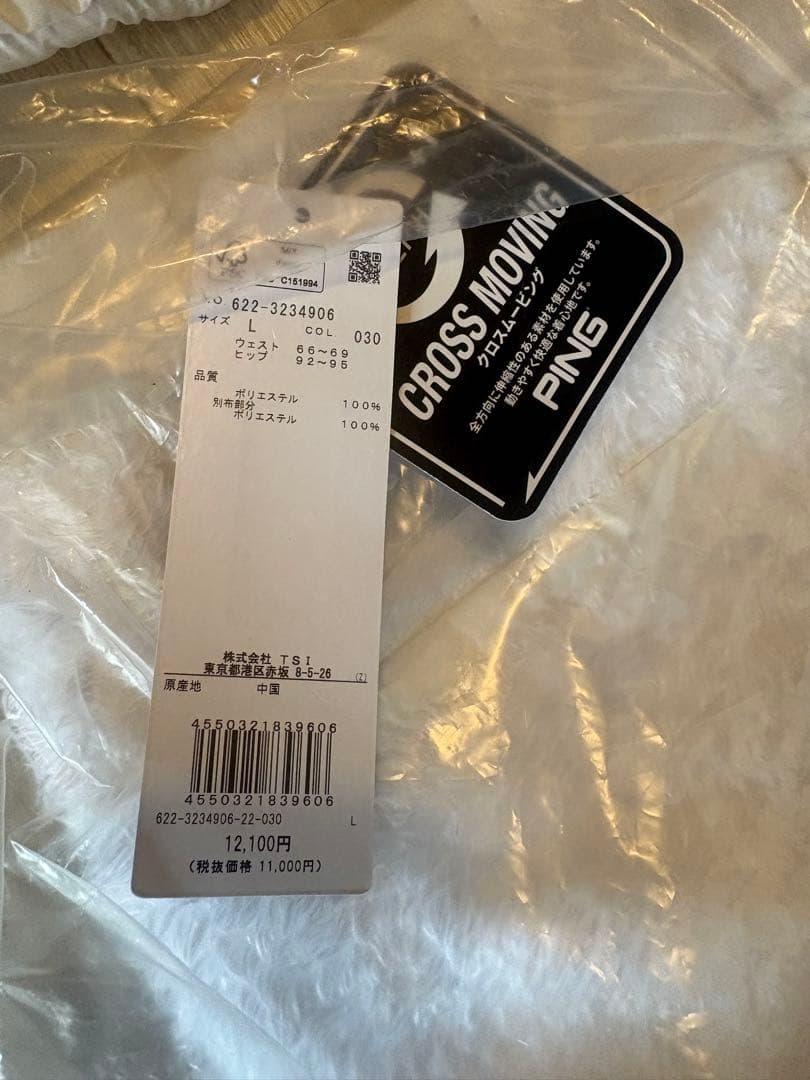 C151994
622-3234906
サイズ L COL 030
ウェスト 66～69
ヒップ 92～95
品質
ポリエステル 100%
別布部分
ポリエステル 100%
株式会社 TSI
東京都港区赤坂 8-5-26 (Z)
原産地 中国
4550321839606
4550321839606
622-3234906-22-030 L
12,100円
(税抜価格 11,000円)
CROSS MOVING
クロスムービング
全方向に伸縮性のある素材を使用しています。
動きやすく快適な着心地です。
PING